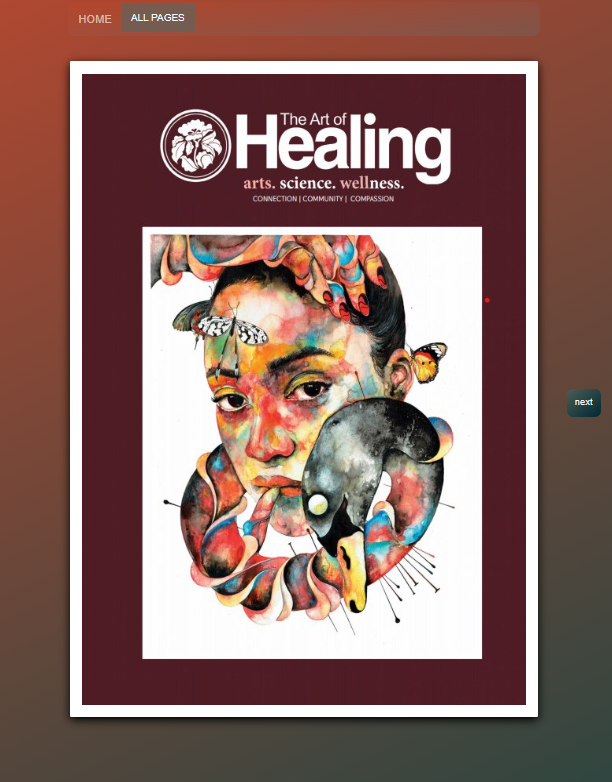 HOME
ALL PAGES
The Art of
Healing
arts. science. wellness.
CONNECTION | COMMUNITY | COMPASSION
next